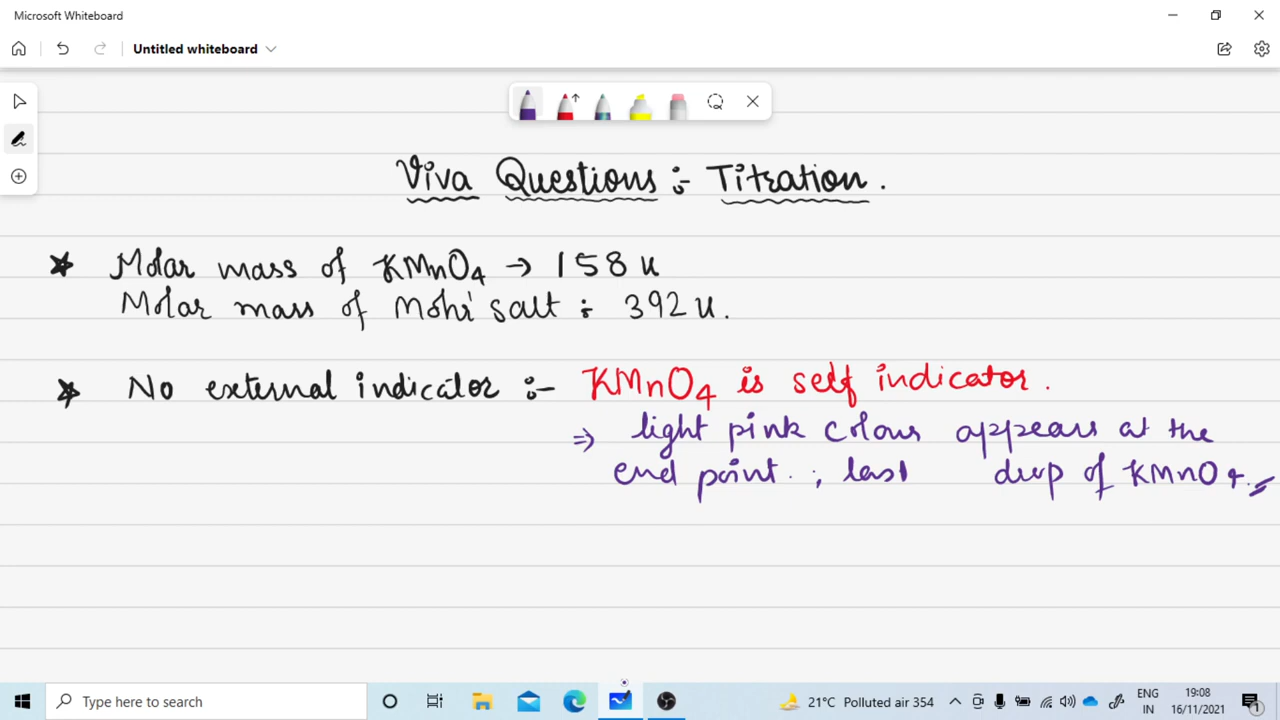 Microsoft Whiteboard
Untitled whiteboard
Viva Questions :- Titration.
Molar mass of KMnO4 → 158 u
Molar mass of Mohr' salt : 392 u.
No external indicator :- KMnO4 is self indicator.
⇒ light pink colour appears at the
end point. ; last drop of KMnO4.
Type here to search
21°C Polluted air 354
ENG
IN
19:08
16/11/2021
1